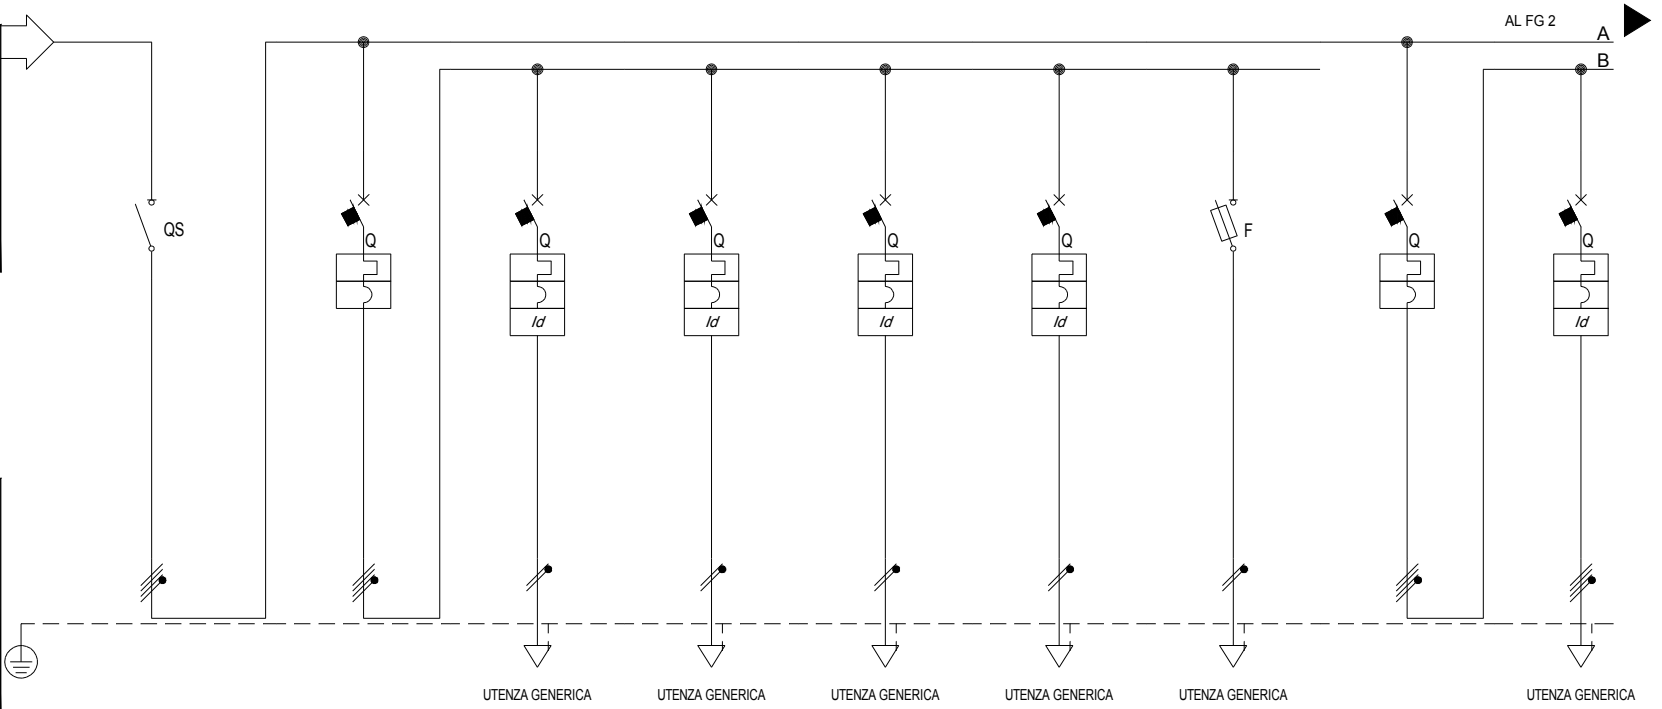 AL FG 2
A
B
QS
Q
Q
Q
Q
Q
F
Q
Q
Id
Id
Id
Id
Id
UTENZA GENERICA
UTENZA GENERICA
UTENZA GENERICA
UTENZA GENERICA
UTENZA GENERICA
UTENZA GENERICA